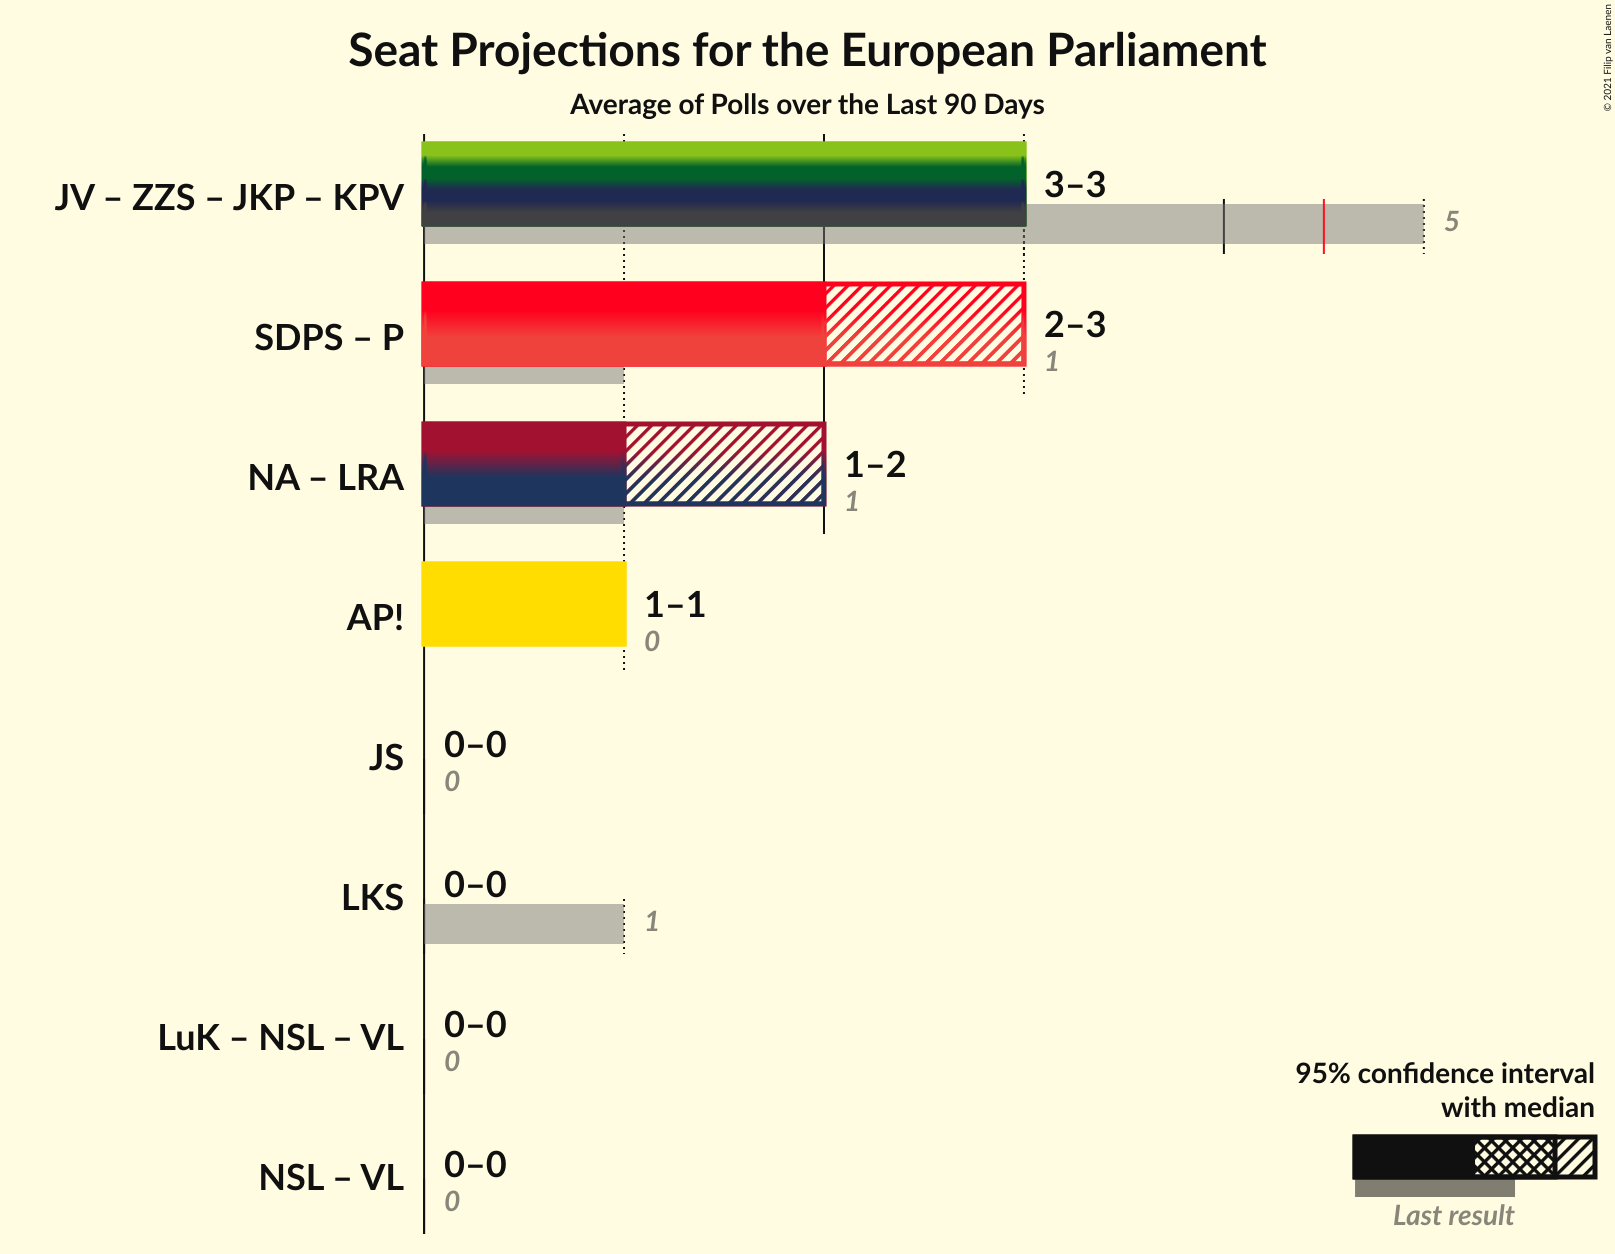 Seat Projections for the European Parliament
Average of Polls over the Last 90 Days
© 2021 Filip van Laenen
JV – ZZS – JKP – KPV
3–3
5
SDPS – P
2–3
1
NA – LRA
1–2
1
AP!
1–1
0
JS
0–0
0
LKS
0–0
1
LuK – NSL – VL
0–0
0
NSL – VL
0–0
0
95% confidence interval
with median
Last result